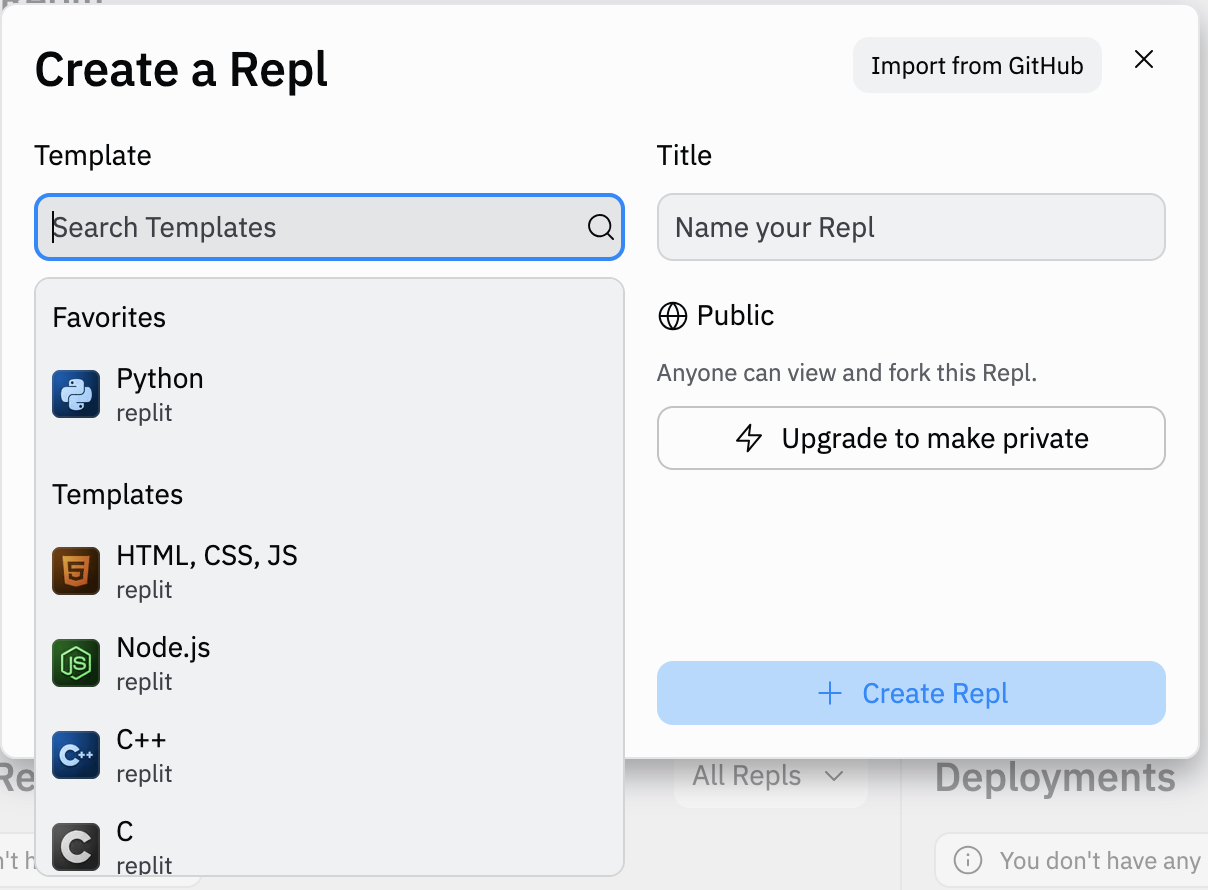 Create a Repl
Import from GitHub
Template
Search Templates
Favorites
Python
replit
Templates
HTML, CSS, JS
replit
Node.js
replit
C++
replit
C
replit
Title
Name your Repl
Public
Anyone can view and fork this Repl.
Upgrade to make private
Create Repl
All Repls
Deployments
You don't have any